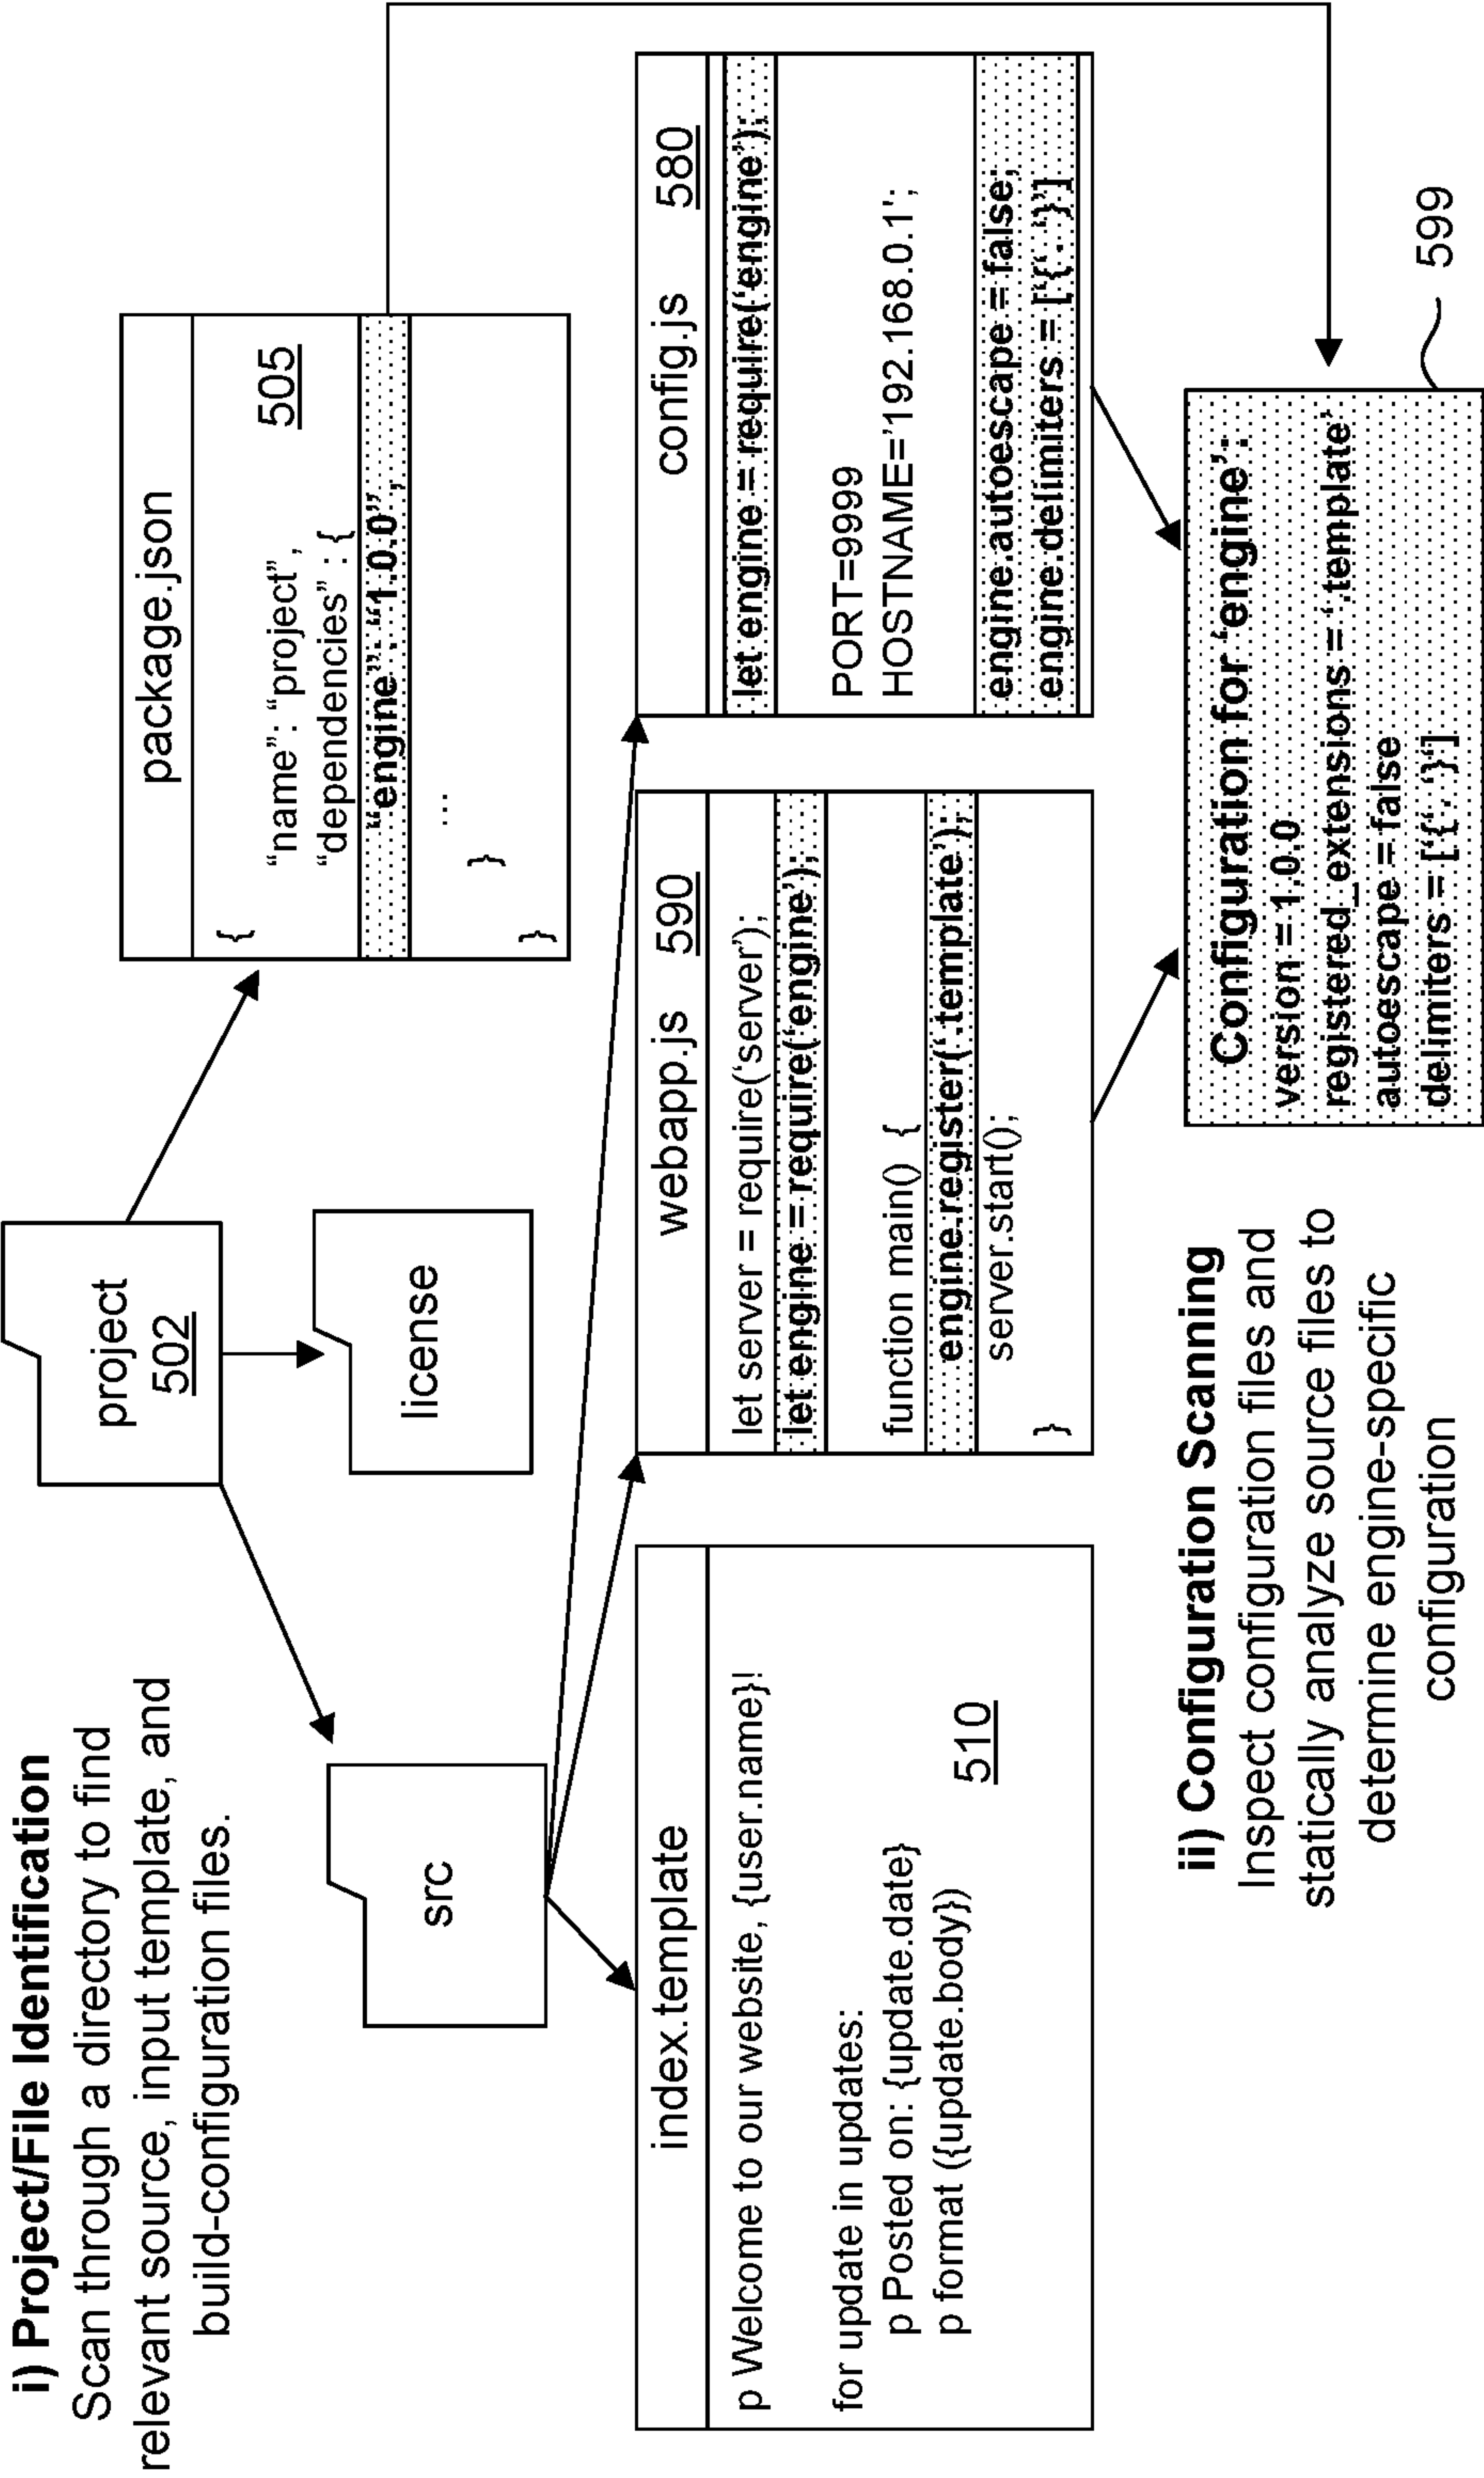 i) Project/File Identification
Scan through a directory to find
relevant source, input template, and
build-configuration files.
project
502
license
src
package.json
{
505
“name”: “project”,
“dependencies” : {
“engine”: “1.0.0”,
...
}
}
index.template
p Welcome to our website, {user.name}!
for update in updates:
p Posted on: {update.date}
p format ({update.body})
510
webapp.js 590
let server = require(‘server’);
let engine = require(‘engine’);
function main() {
engine.register(‘.template’);
server.start();
}
config.js 580
let engine = require(‘engine’);
PORT=9999
HOSTNAME=’192.168.0.1';
engine.autoescape = false;
engine.delimiters = [‘{‘.‘}’]
ii) Configuration Scanning
Inspect configuration files and
statically analyze source files to
determine engine-specific
configuration
Configuration for ‘engine’:
version = 1.0.0
registered_extensions = ‘.template’
autoescape = false
delimiters = [‘{‘.‘}‘]
599